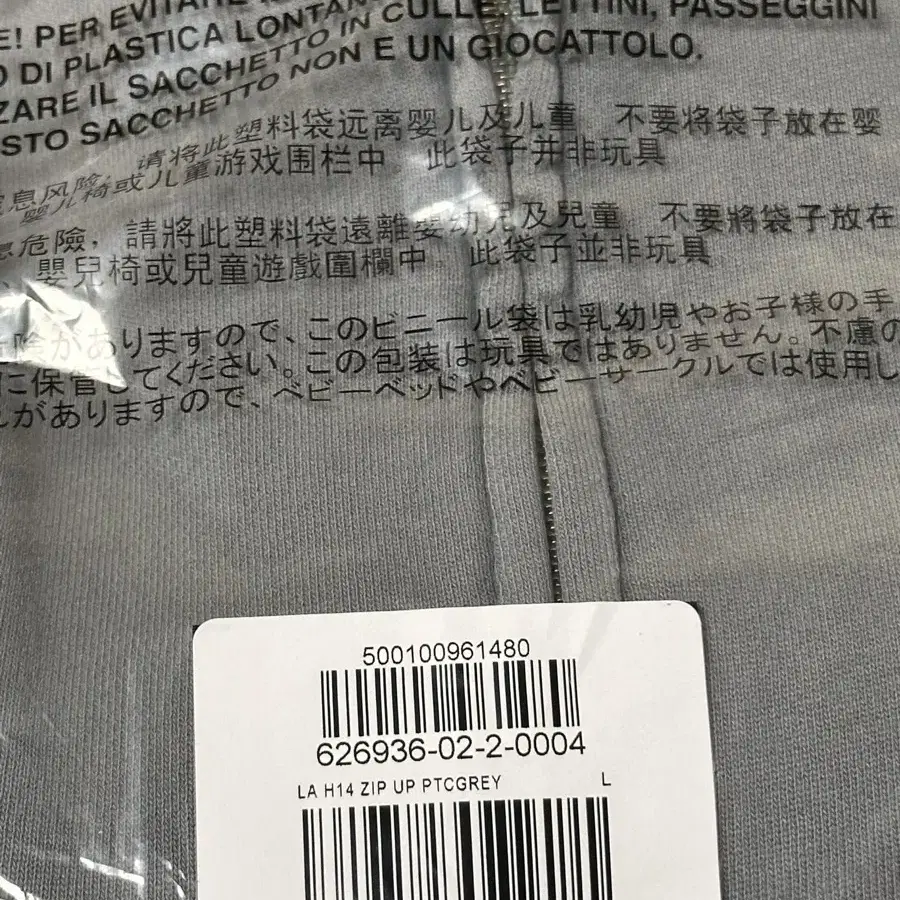 E! PER EVITARE IL
O DI PLASTICA LONTAN
CULLE, LETTINI, PASSEGGINI
ZARE IL SACCHETTO IN
STO SACCHETTO NON E UN GIOCATTOLO.
息风险, 请将此塑料袋远离婴儿及儿童 不要将袋子放在婴
婴儿椅或儿童游戏围栏中 此袋子并非玩具
息危險, 請將此塑料袋遠離嬰幼兒及兒童 不要將袋子放在
、嬰兒椅或兒童遊戲圍欄中 此袋子並非玩具
険がありますので、このビニール袋は乳幼児やお子様の手
に保管してください。この包装は玩具ではありません。不慮の
がありますので、ベビーベッドやベビーサークルでは使用し
500100961480
626936-02-2-0004
LA H14 ZIP UP PTCGREY L